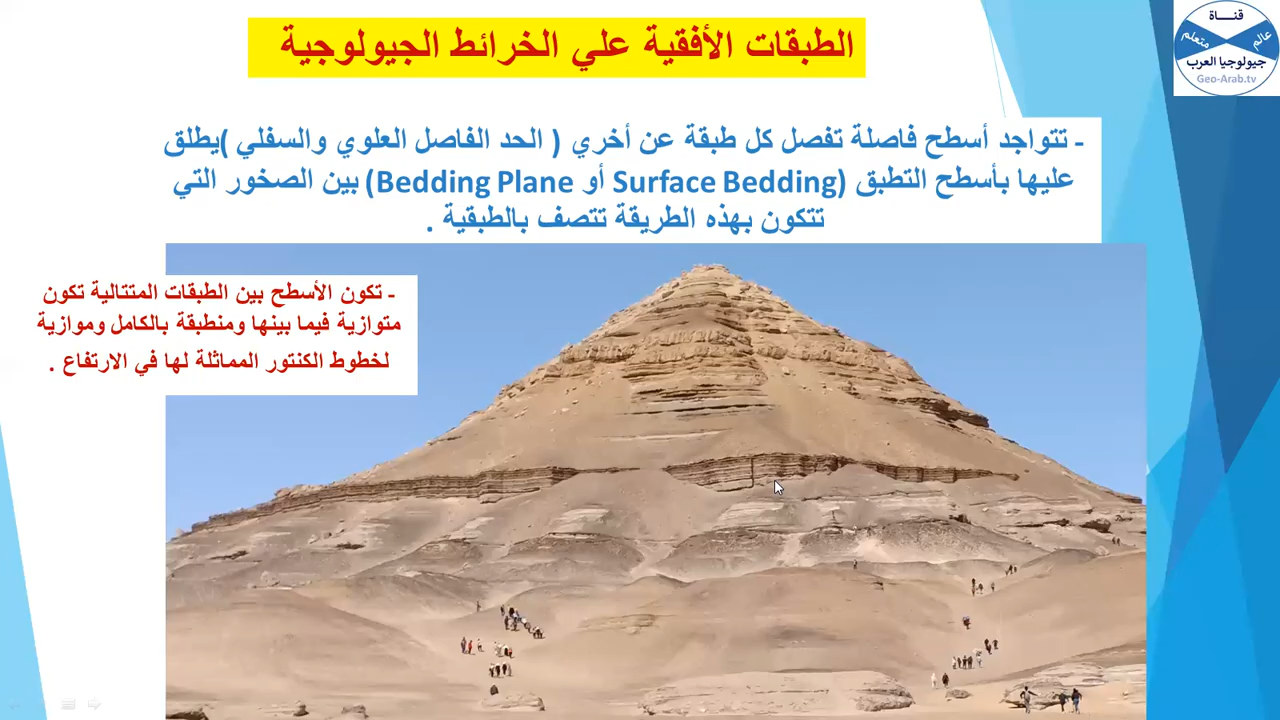 الطبقات الأفقية علي الخرائط الجيولوجية
قناة
عالم
متعلم
جيولوجيا العرب
Geo-Arab.tv
- تتواجد أسطح فاصلة تفصل كل طبقة عن أخري ( الحد الفاصل العلوي والسفلي )يطلق
عليها بأسطح التطبق (Surface Bedding أو Bedding Plane) بين الصخور التي
تتكون بهذه الطريقة تتصف بالطبقية .
- تكون الأسطح بين الطبقات المتتالية تكون
متوازية فيما بينها ومنطبقة بالكامل وموازية
لخطوط الكنتور المماثلة لها في الارتفاع .